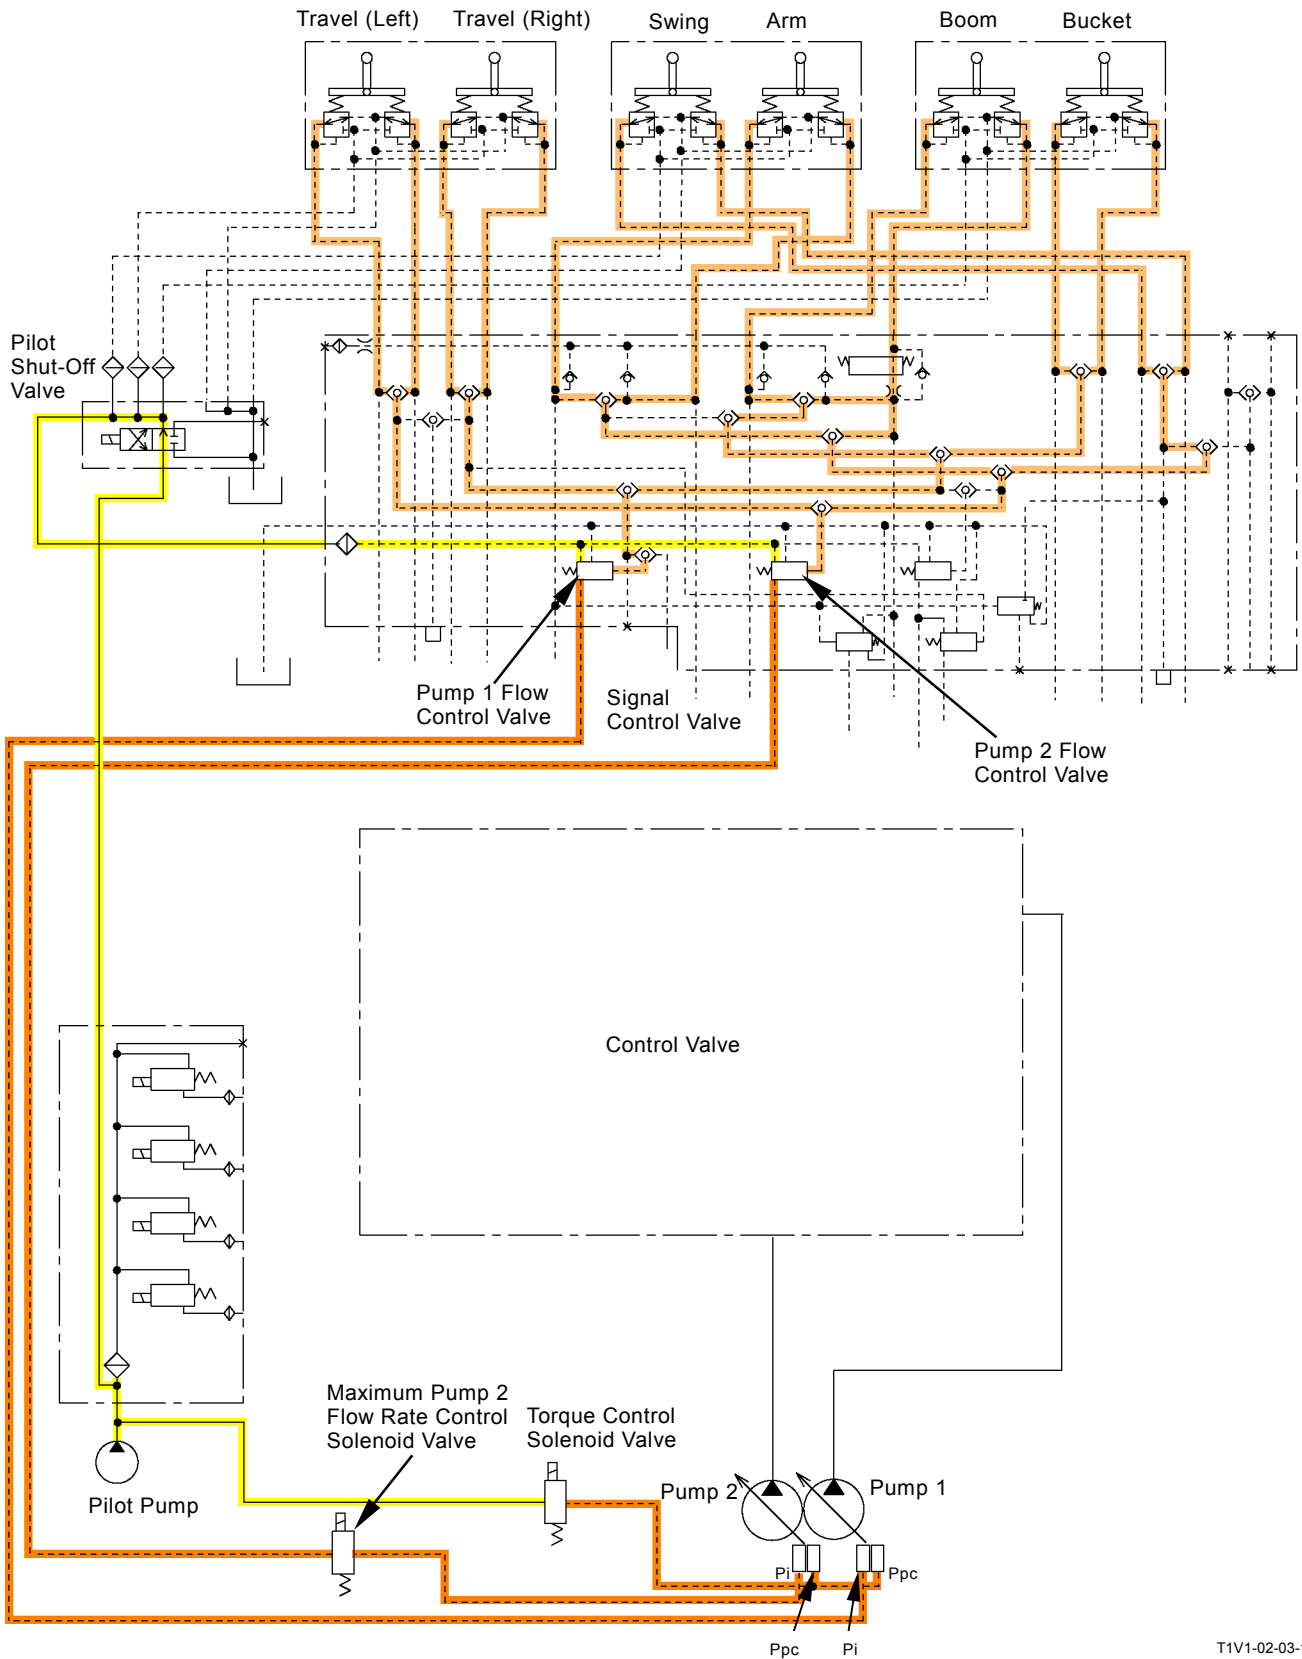 Travel (Left)
Travel (Right)
Swing
Arm
Boom
Bucket
Pilot
Shut-Off
Valve
Pump 1 Flow
Control Valve
Signal
Control Valve
Pump 2 Flow
Control Valve
Control Valve
Maximum Pump 2
Flow Rate Control
Solenoid Valve
Torque Control
Solenoid Valve
Pilot Pump
Pump 2
Pump 1
Pi
Ppc
Ppc
Pi